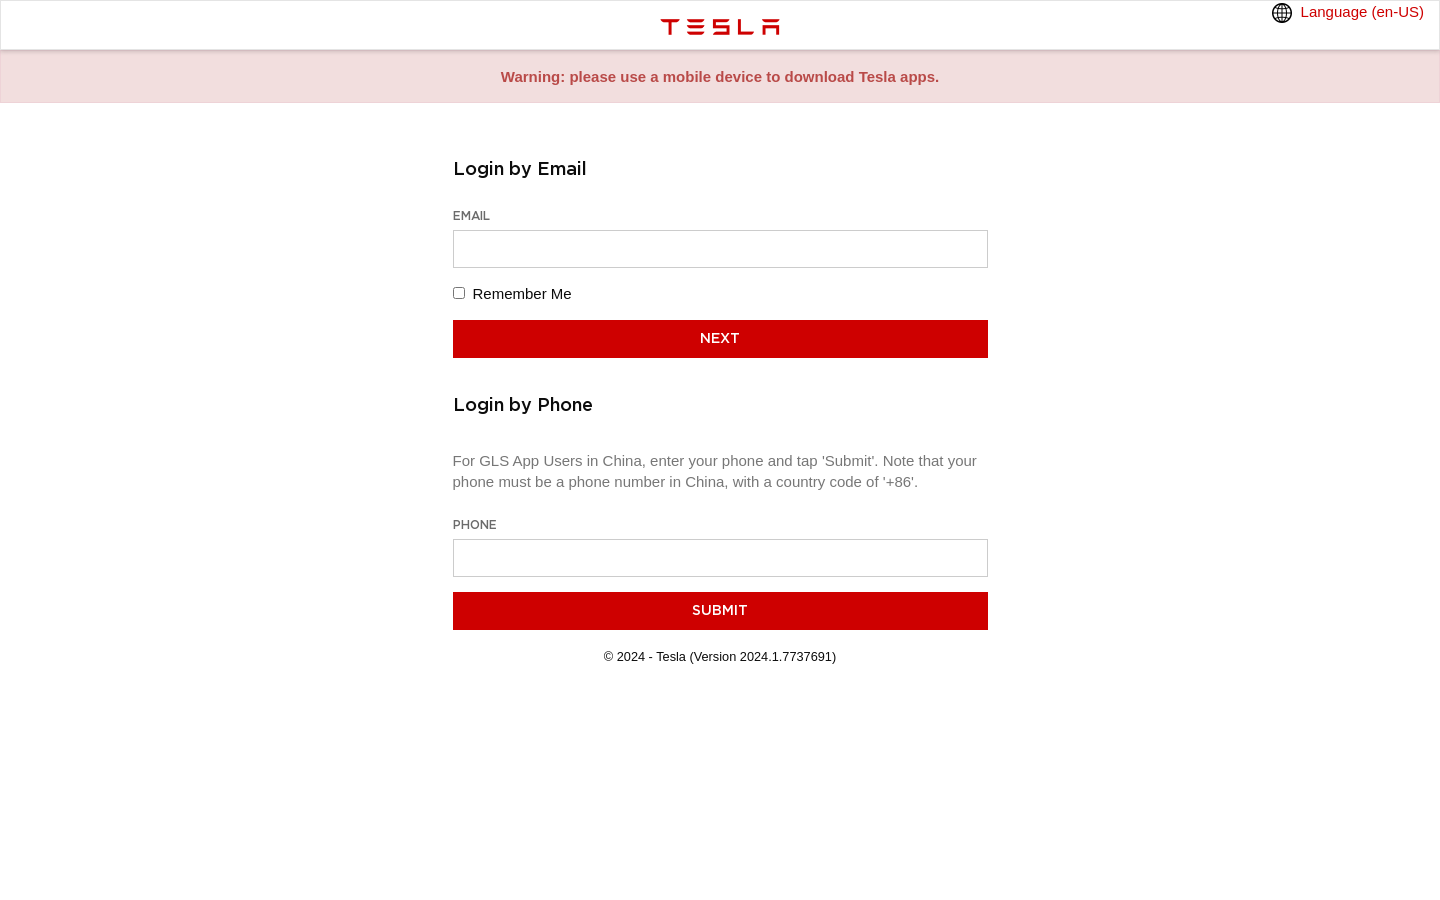 TESLA
Language (en-US)
Warning: please use a mobile device to download Tesla apps.
Login by Email
EMAIL
Remember Me
NEXT
Login by Phone
For GLS App Users in China, enter your phone and tap 'Submit'. Note that your
phone must be a phone number in China, with a country code of '+86'.
PHONE
SUBMIT
© 2024 - Tesla (Version 2024.1.7737691)